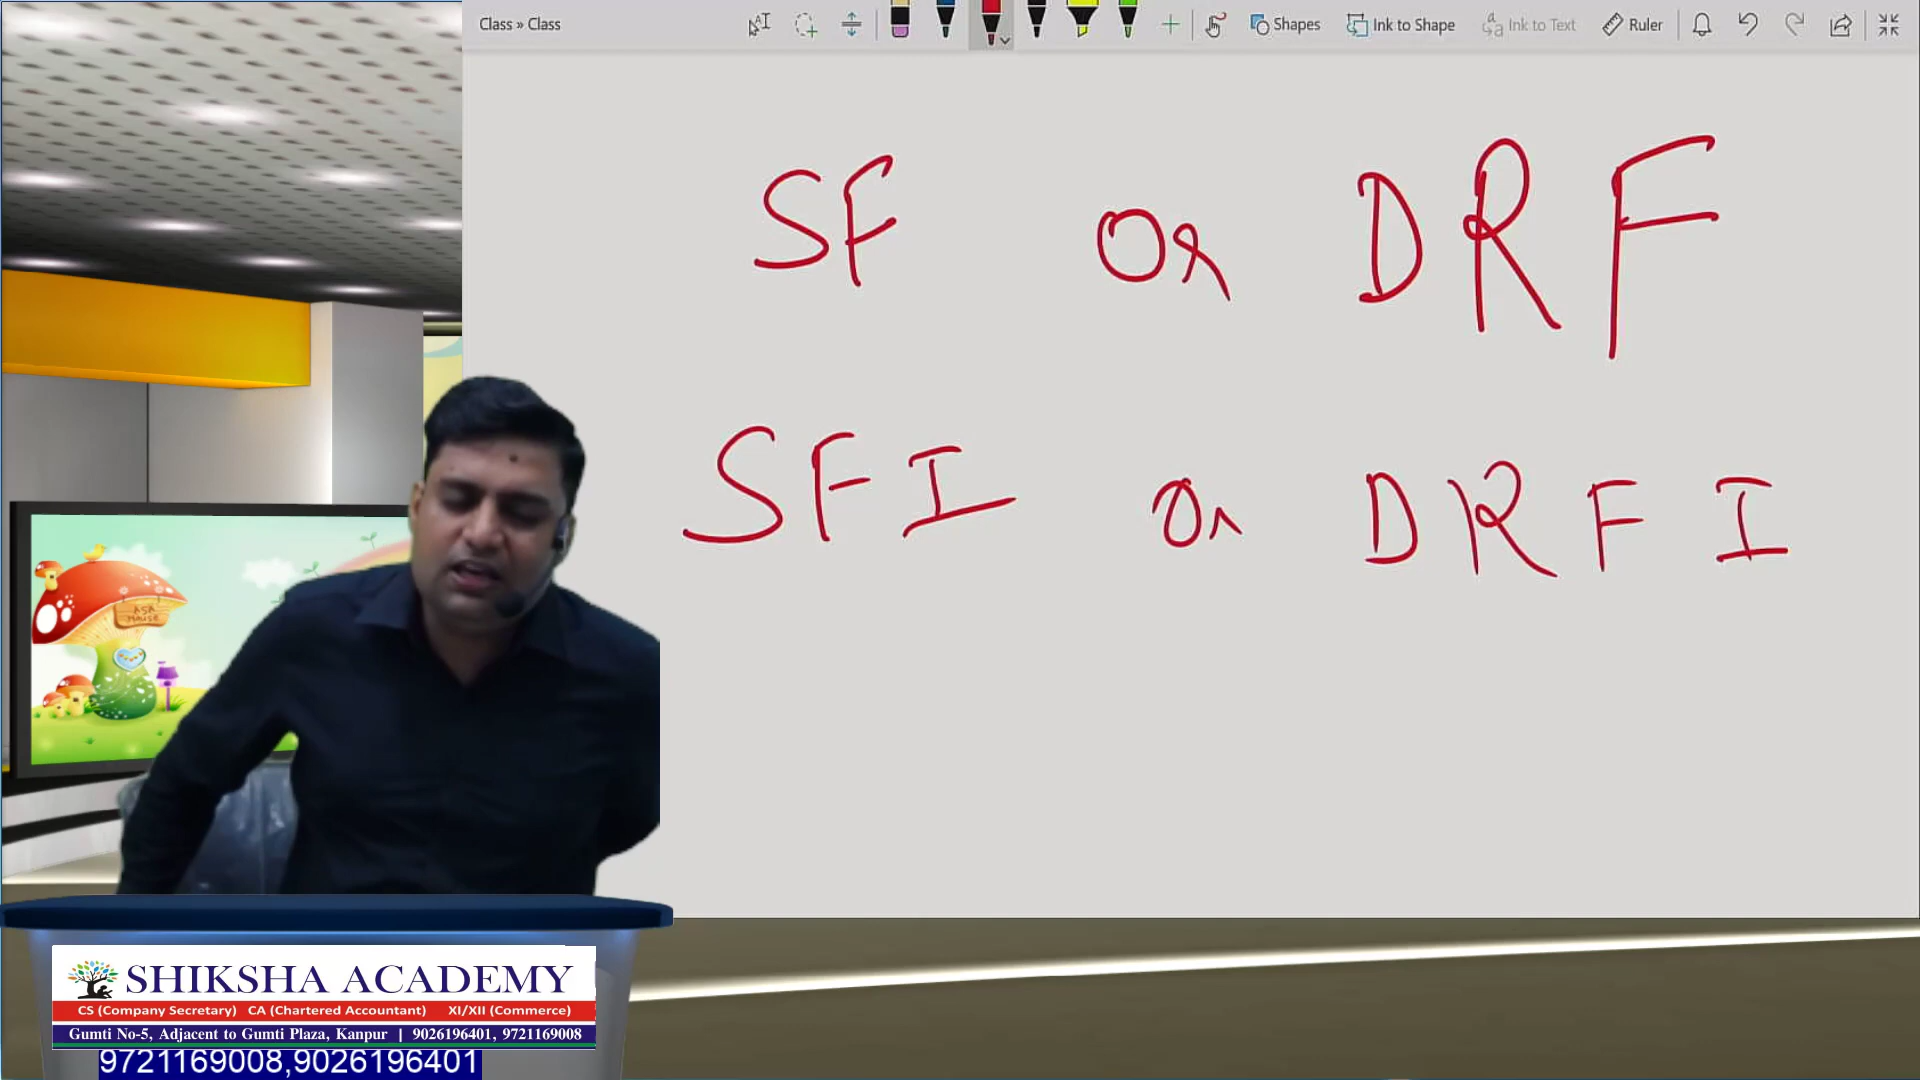 Class » Class
Shapes
Ink to Shape
Ink to Text
Ruler
SF Or DRF
SFI Or DRFI
ASA
House
SHIKSHA ACADEMY
CS (Company Secretary) CA (Chartered Accountant) XI/XII (Commerce)
Gumti No-5, Adjacent to Gumti Plaza, Kanpur | 9026196401, 9721169008
9721169008,9026196401